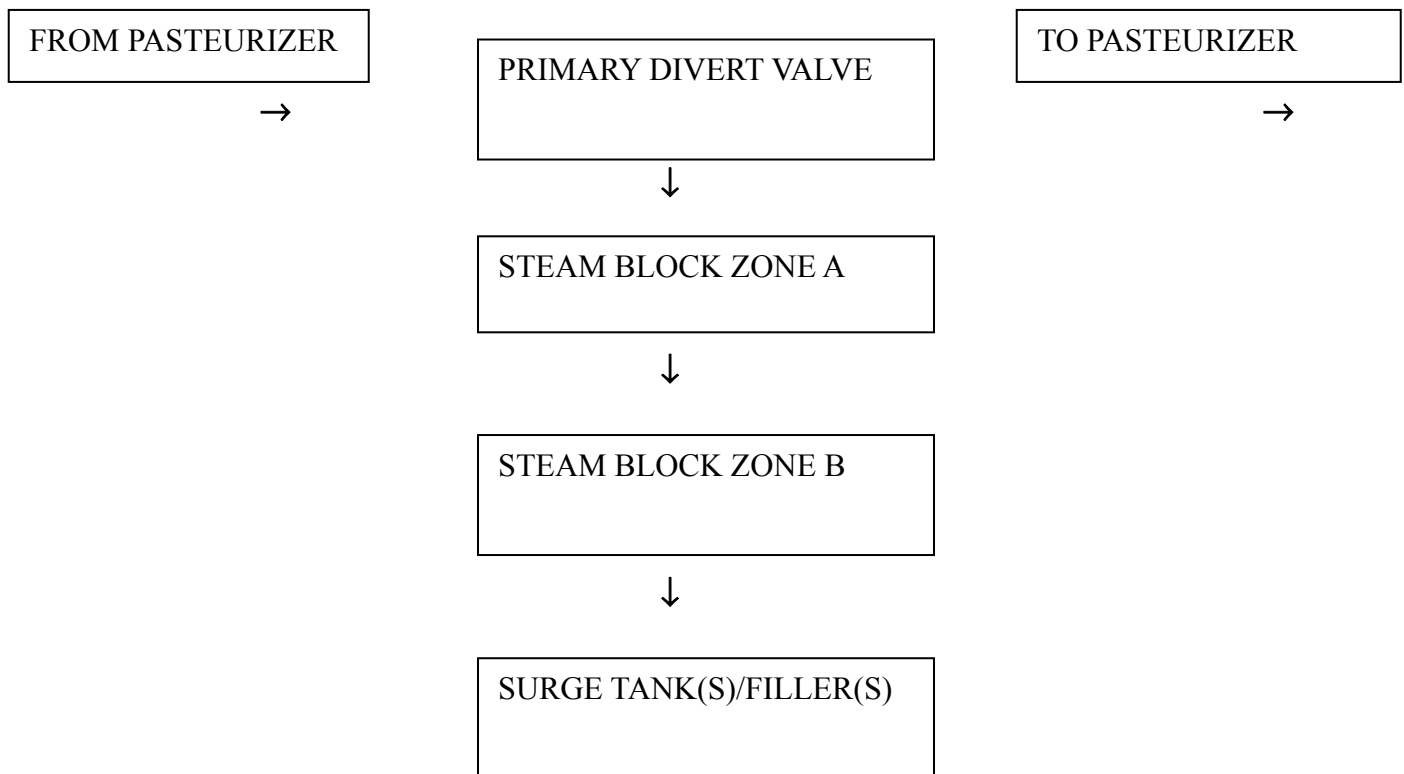 FROM PASTEURIZER
PRIMARY DIVERT VALVE
TO PASTEURIZER
→
→
↓
STEAM BLOCK ZONE A
↓
STEAM BLOCK ZONE B
↓
SURGE TANK(S)/FILLER(S)